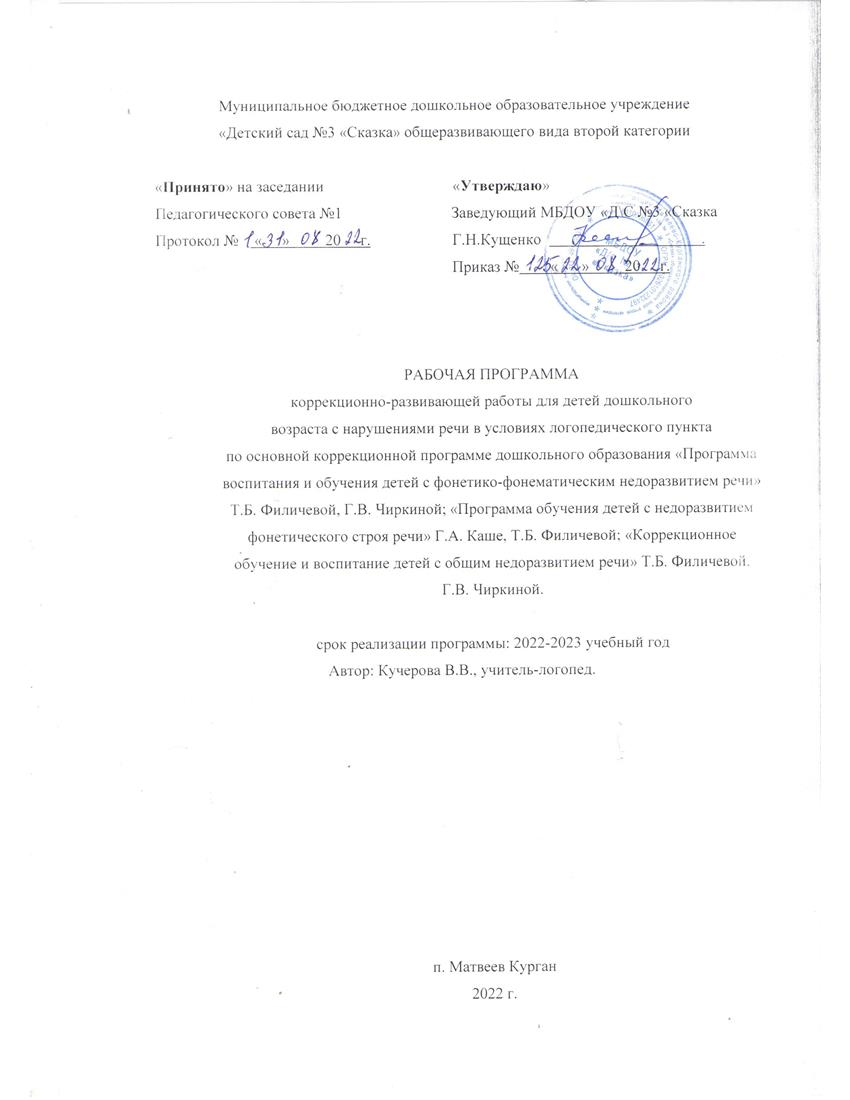 Муниципальное бюджетное дошкольное образовательное учреждение
«Детский сад №3 «Сказка» общеразвивающего вида второй категории
«Принято» на заседании
Педагогического совета №1
Протокол № 1 «31» 08 2022г.
«Утверждаю»
Заведующий МБДОУ «Д\С №3 «Сказка
Г.Н.Кущенко
Приказ № 125 «22» 08 2022г.
РАБОЧАЯ ПРОГРАММА
коррекционно-развивающей работы для детей дошкольного
возраста с нарушениями речи в условиях логопедического пункта
по основной коррекционной программе дошкольного образования «Программа
воспитания и обучения детей с фонетико-фонематическим недоразвитием речи»
Т.Б. Филичевой, Г.В. Чиркиной; «Программа обучения детей с недоразвитием
фонетического строя речи» Г.А. Каше, Т.Б. Филичевой; «Коррекционное
обучение и воспитание детей с общим недоразвитием речи» Т.Б. Филичевой.
Г.В. Чиркиной.
срок реализации программы: 2022-2023 учебный год
Автор: Кучерова В.В., учитель-логопед.
п. Матвеев Курган
2022 г.